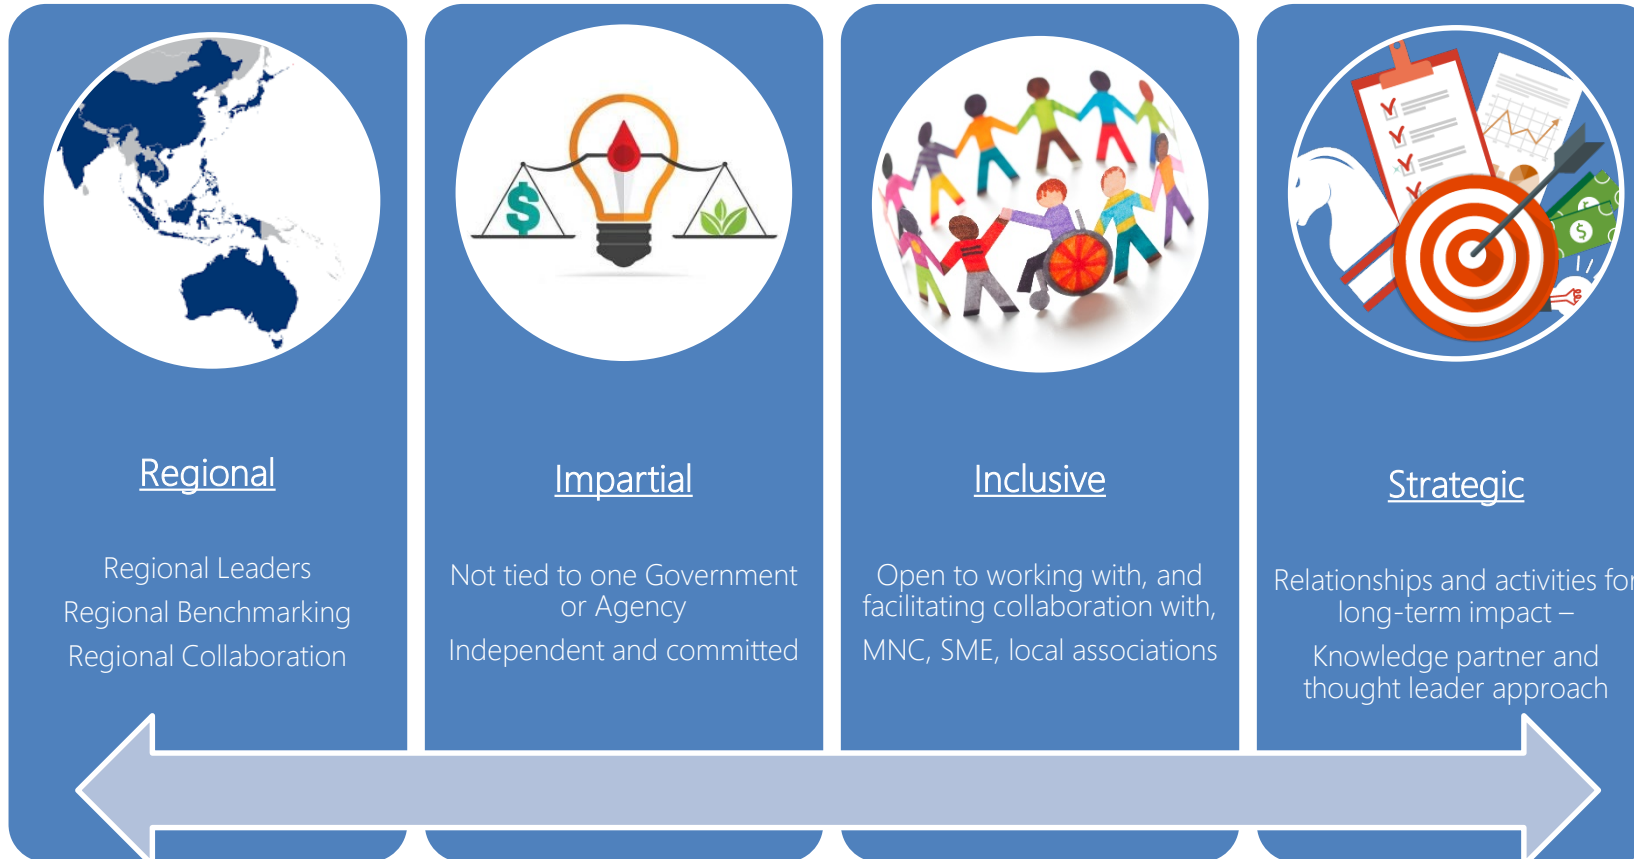 Regional
Regional Leaders
Regional Benchmarking
Regional Collaboration
Impartial
Not tied to one Government
or Agency
Independent and committed
Inclusive
Open to working with, and
facilitating collaboration with,
MNC, SME, local associations
Strategic
Relationships and activities for
long-term impact –
Knowledge partner and
thought leader approach